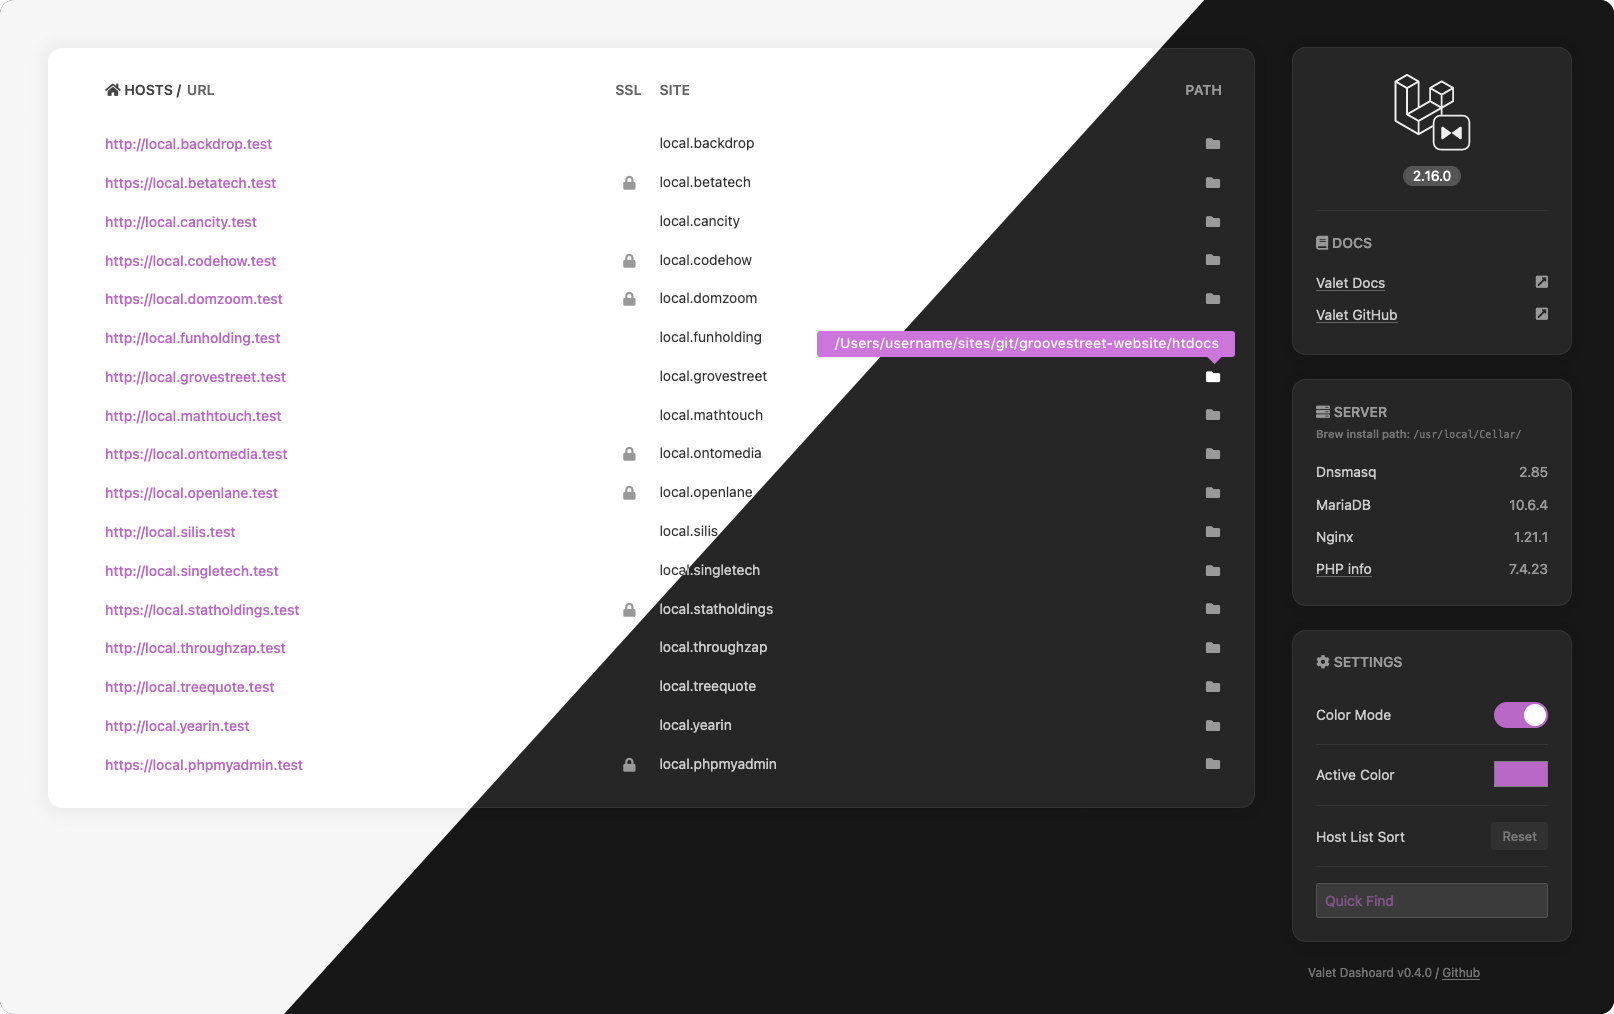 HOSTS / URL SSL SITE PATH
http://local.backdrop.test local.backdrop
https://local.betatech.test local.betatech
http://local.cancity.test local.cancity
https://local.codehow.test local.codehow
https://local.domzoom.test local.domzoom
http://local.funholding.test local.funholding
/Users/username/sites/git/groovestreet-website/htdocs
http://local.grovestreet.test local.grovestreet
http://local.mathtouch.test local.mathtouch
https://local.ontomedia.test local.ontomedia
https://local.openlane.test local.openlane
http://local.silis.test local.silis
http://local.singletech.test local.singletech
https://local.statholdings.test local.statholdings
http://local.throughzap.test local.throughzap
http://local.treequote.test local.treequote
http://local.yearin.test local.yearin
https://local.phpmyadmin.test local.phpmyadmin
2.16.0
DOCS
Valet Docs
Valet GitHub
SERVER
Brew install path: /usr/local/Cellar/
Dnsmasq 2.85
MariaDB 10.6.4
Nginx 1.21.1
PHP info 7.4.23
SETTINGS
Color Mode
Active Color
Host List Sort Reset
Quick Find
Valet Dashoard v0.4.0 / Github